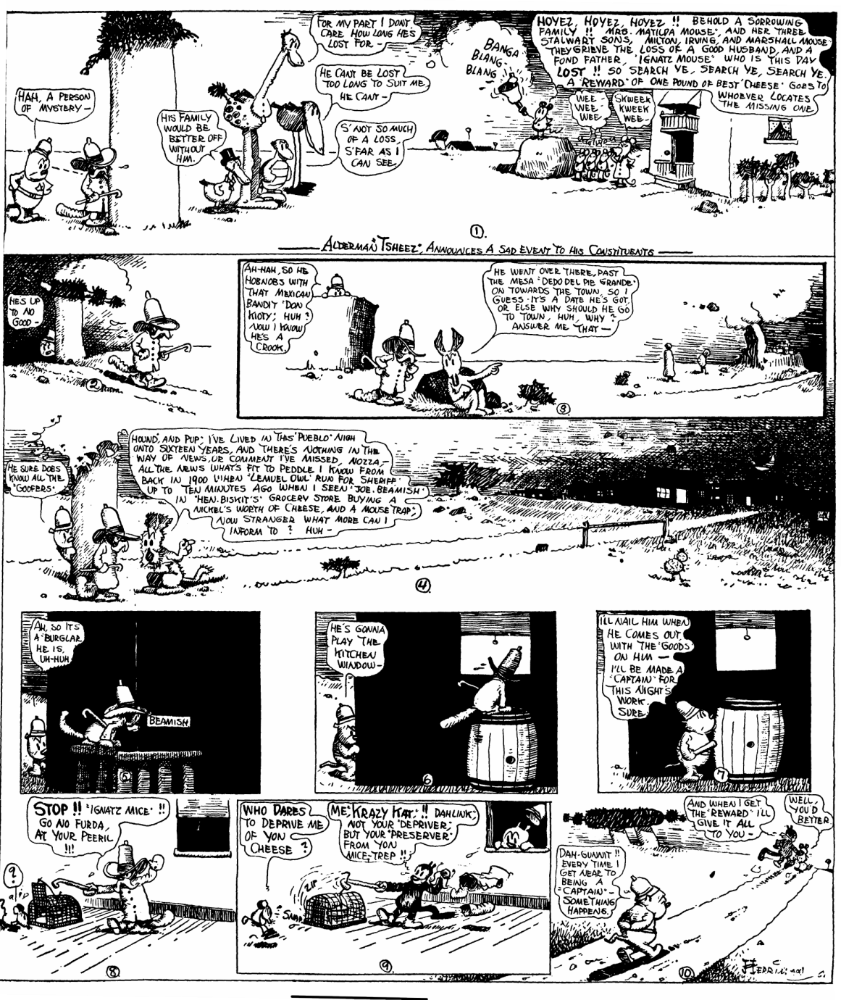 HAH, A PERSON
OF MYSTERY—
HIS FAMILY
WOULD BE
BETTER OFF
WITHOUT
HIM.
FOR MY PART I DON'T
CARE HOW LONG HE'S
LOST FOR—
HE CAN'T BE LOST
TOO LONG TO SUIT ME,
HE CAN'T—
S'NOT SO MUCH
OF A LOSS
S'FAR AS I
CAN SEE.
BANGA
BLANG-
BLANG
HOYEZ, HOYEZ, HOYEZ!! BEHOLD A SORROWING
FAMILY!! MRS. MATILDA MOUSE, AND HER THREE
STALWART SONS, MILTON, IRVING, AND MARSHALL MOUSE
THEY GRIEVE THE LOSS OF A GOOD HUSBAND, AND A
FOND FATHER, 'IGNATZ MOUSE' WHO IS THIS DAY
LOST!! SO SEARCH YE, SEARCH YE, SEARCH YE.
A 'REWARD' OF ONE POUND OF BEST 'CHEESE' GOES TO
WHOEVER LOCATES
THE MISSING ONE
WEE—
WEE
WEE
WEE
SKWEEK
KWEEK
WEE—
1.
ALDERMAN 'TSHEEZ', ANNOUNCES A SAD EVENT TO HIS CONSTITUENTS
HE'S UP
TO NO
GOOD—
2
AH-HAH, SO HE
HOBNOBS WITH
THAT MEXICAN
BANDIT 'DON
KIOTY', HUH?
NOW I KNOW
HE'S A
CROOK.
HE WENT OVER THERE, PAST
THE MESA 'DEDO DEL PIE GRANDE'
ON TOWARDS THE TOWN, SO I
GUESS IT'S A DATE HE'S GOT,
OR ELSE WHY SHOULD HE GO
TO TOWN, HUH, WHY?
ANSWER ME THAT—
3
HE SURE DOES
KNOW ALL THE
'GOOFERS'.
HOUND, AND PUP; I'VE LIVED IN THIS 'PUEBLO' NIGH
ONTO SIXTEEN YEARS, AND THERE'S NOTHING IN THE
WAY OF NEWS, UR COMMENT I'VE MISSED, NOZZA,—
ALL THE NEWS WHAT'S FIT TO PEDDLE I KNOW FROM
BACK IN 1900 WHEN 'LEMUEL OWL' RUN FOR SHERIFF
UP TO TEN MINUTES AGO WHEN I SEEN 'JOE. BEAMISH'
IN 'HEN. BISKIT'S' GROCERY STORE BUYING A
NICKEL'S WORTH OF CHEESE, AND A MOUSE TRAP;
NOW STRANGER WHAT MORE CAN I
INFORM TO? HUH—
4.
AH, SO ITS
A 'BURGLAR'
HE IS,
UH-HUH
BEAMISH
5
HE'S GONNA
PLAY THE
KITCHEN
WINDOW—
6
I'LL NAIL HIM WHEN
HE COMES OUT
WITH THE 'GOODS'
ON HIM—
I'LL BE MADE A
'CAPTAIN' FOR
THIS NIGHT'S
WORK.
SURE
7
STOP!! 'IGNATZ MICE'!!
GO NO FURDA,
AT YOUR PEERIL
!!!
?
8
WHO DARES
TO DEPRIVE ME
OF YON
CHEESE?
ME, 'KRAZY KAT'!! DAHLINK,
NOT YOUR 'DEPRIVER',
BUT YOUR 'PRESERVER'
FROM YON
MICE-TREP!!
ZIP
SNAP
9.
AND WHEN I GET
THE 'REWARD' I'LL
GIVE IT ALL
TO YOU—
WELL,
YOU'D
BETTER
DAH-GUNNIT!!
EVERY TIME I
GET NEAR TO
BEING A
'CAPTAIN'—
SOMETHING
HAPPENS.
10